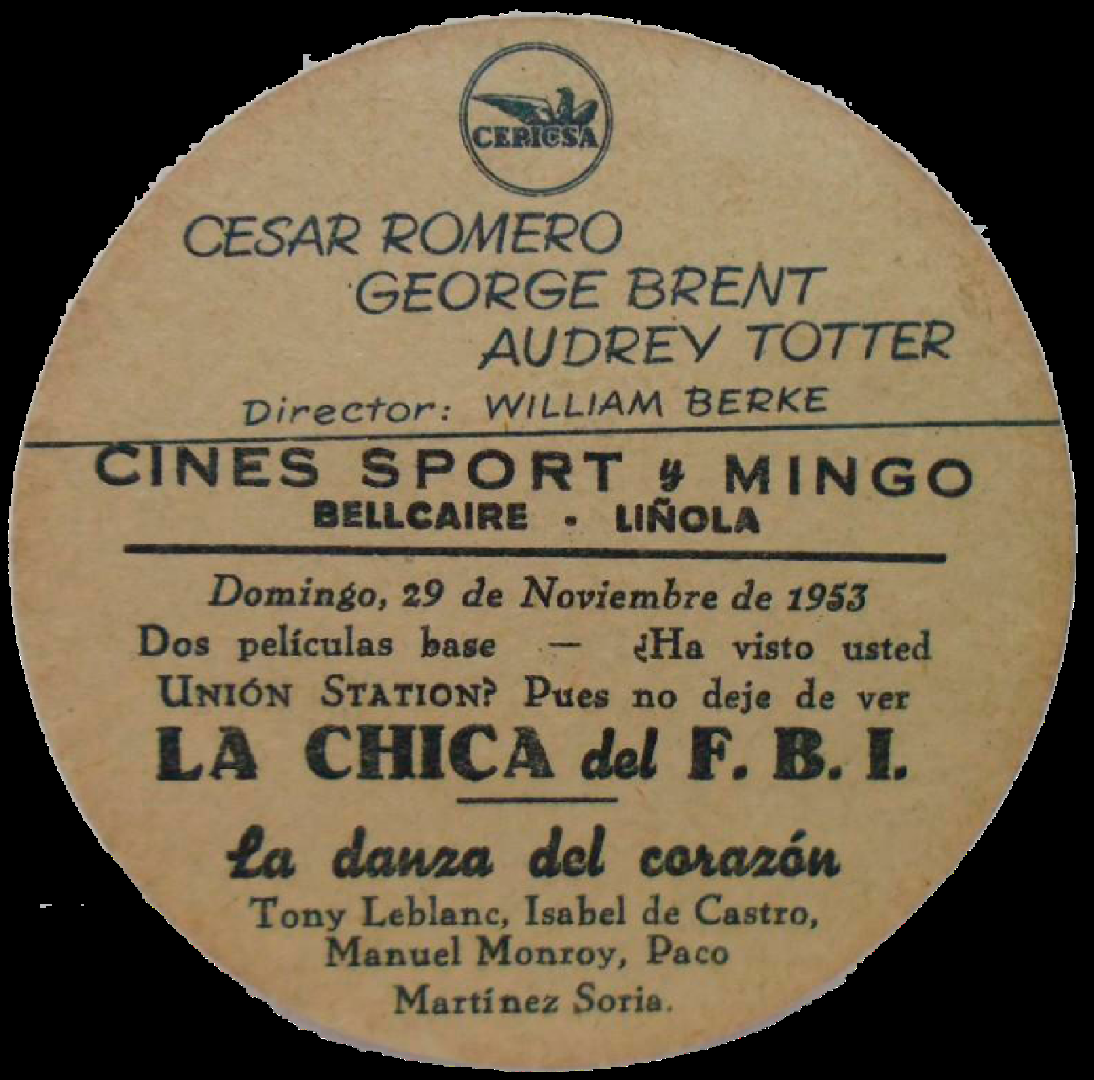 CEPICSA
CESAR ROMERO
GEORGE BRENT
AUDREY TOTTER
Director: WILLIAM BERKE
CINES SPORT y MINGO
BELLCAIRE · LIÑOLA
Domingo, 29 de Noviembre de 1953
Dos películas base — ¿Ha visto usted
UNIÓN STATION? Pues no deje de ver
LA CHICA del F. B. I.
La danza del corazón
Tony Leblanc, Isabel de Castro,
Manuel Monroy, Paco
Martínez Soria.